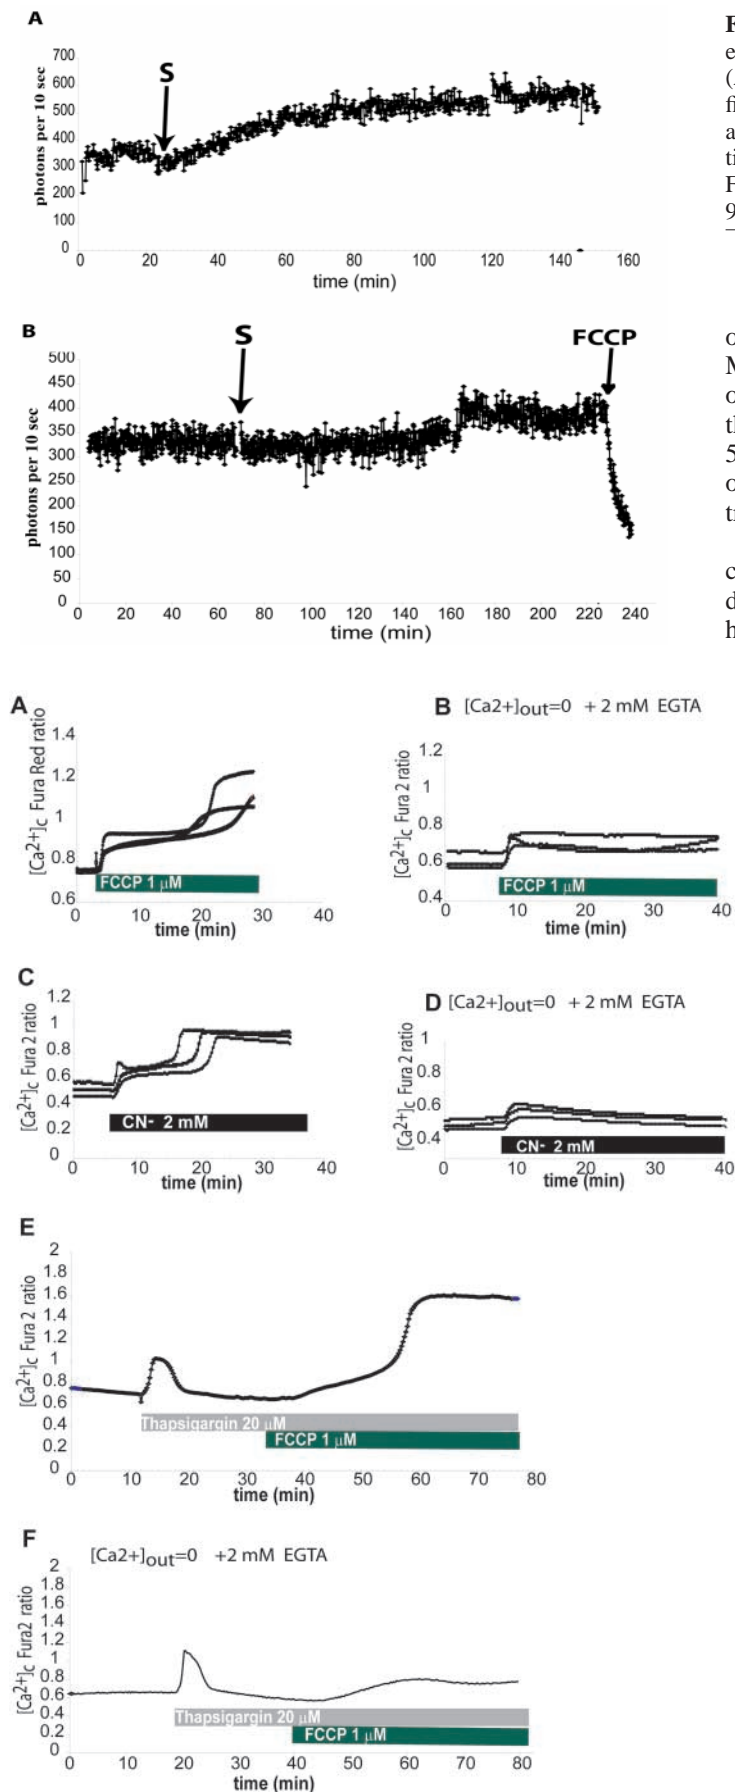 A
700
600
500
400
300
200
100
0
photons per 10 sec
S
0 20 40 60 80 100 120 140 160
time (min)
B
500
450
400
350
300
250
200
150
100
50
0
photons per 10 sec
S
FCCP
0 20 40 60 80 100 120 140 160 180 200 220 240
time (min)
A
1.4
1.2
1
0.8
0.6
[Ca2+]c Fura Red ratio
FCCP 1 μM
0 10 20 30 40
time (min)
B [Ca2+]out=0 + 2 mM EGTA
1.2
1
0.8
0.6
0.4
[Ca2+]c Fura 2 ratio
FCCP 1 μM
0 10 20 30 40
time (min)
C
1.2
1
0.8
0.6
0.4
0.2
0
[Ca2+]c Fura 2 ratio
CN- 2 mM
0 10 20 30 40
time (min)
D [Ca2+]out=0 + 2 mM EGTA
1
0.8
0.6
0.4
[Ca2+]c Fura 2 ratio
CN- 2 mM
0 10 20 30 40
time (min)
E
2
1.8
1.6
1.4
1.2
1
0.8
0.6
0.4
0.2
0
[Ca2+]c Fura 2 ratio
Thapsigargin 20 μM
FCCP 1 μM
0 10 20 30 40 50 60 70 80
time (min)
F
[Ca2+]out=0 +2 mM EGTA
2
1.8
1.6
1.4
1.2
1
0.8
0.6
0.4
0.2
0
[Ca2+]c Fura2 ratio
Thapsigargin 20 μM
FCCP 1 μM
0 10 20 30 40 50 60 70 80
time (min)